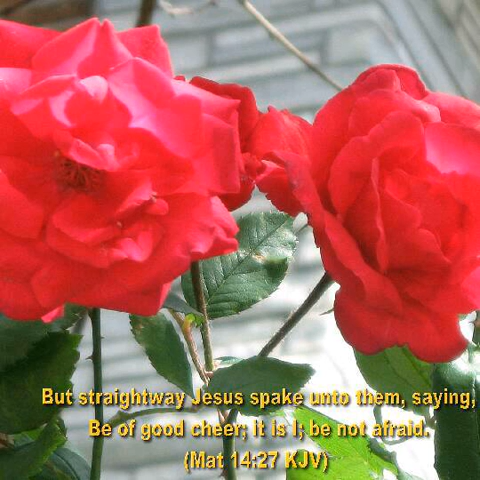 But straightway Jesus spake unto them, saying,
Be of good cheer; it is I; be not afraid.
(Mat 14:27 KJV)